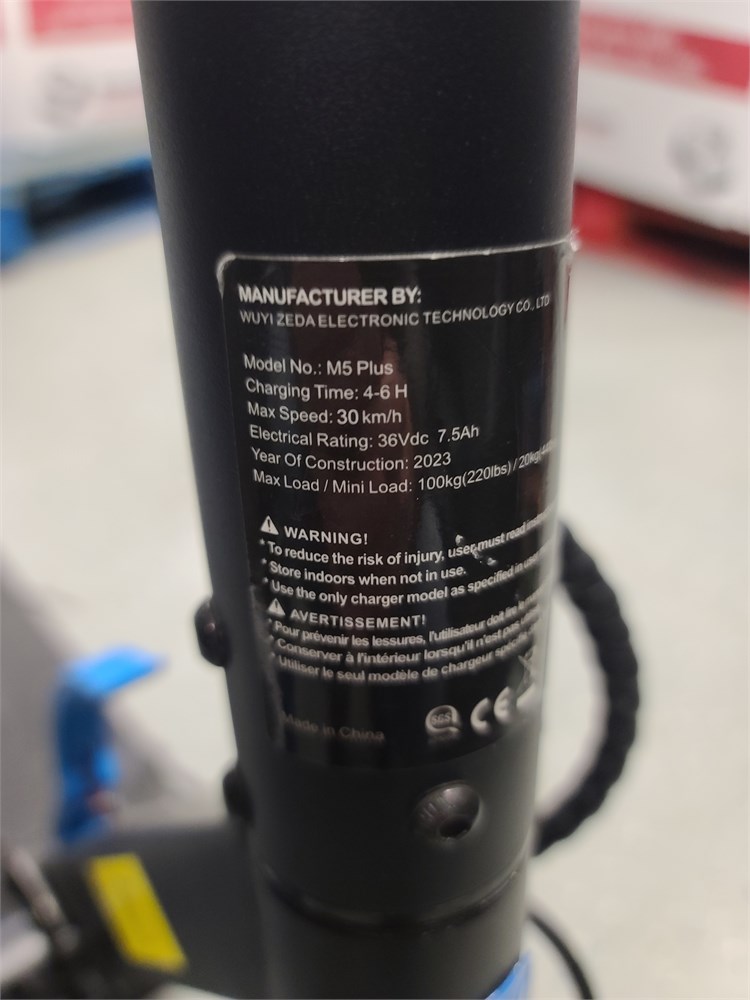 MANUFACTURER BY:
WUYI ZEDA ELECTRONIC TECHNOLOGY CO., LTD
Model No.: M5 Plus
Charging Time: 4-6 H
Max Speed: 30 km/h
Electrical Rating: 36Vdc 7.5Ah
Year Of Construction: 2023
Max Load / Mini Load: 100kg(220lbs) / 20kg
WARNING!
• To reduce the risk of injury, user must read
• Store indoors when not in use.
• Use the only charger model as specified in
AVERTISSEMENT!
• Pour prévenir les lessures, l'utilisateur doit lire
• Conserver à l'intérieur lorsqu'il n'est pas
• Utiliser le seul modèle de chargeur
Made in China
SGS CE